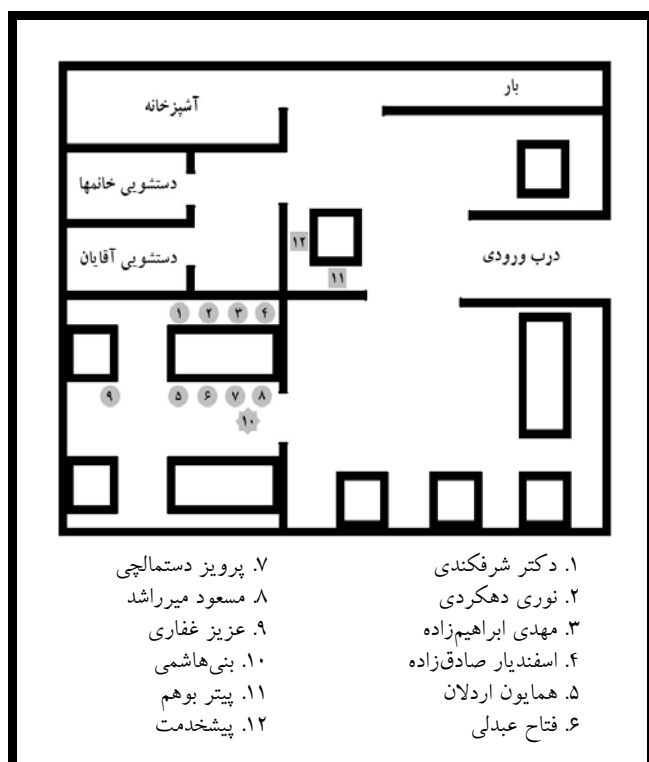 بار
آشپزخانه
دستشویی خانمها
۱۲
درب ورودی
دستشویی آقایان
۱۱
۱ ۲ ۳ ۴
۹ ۵ ۶ ۷ ۸
۱۰
۱. دکتر شرفکندی
۲. نوری دهکردی
۳. مهدی ابراهیم‌زاده
۴. اسفندیار صادق‌زاده
۵. همایون اردلان
۶. فتاح عبدلی
۷. پرویز دستمالچی
۸. مسعود میرراشد
۹. عزیز غفاری
۱۰. بنی‌هاشمی
۱۱. پیتر بوهم
۱۲. پیشخدمت